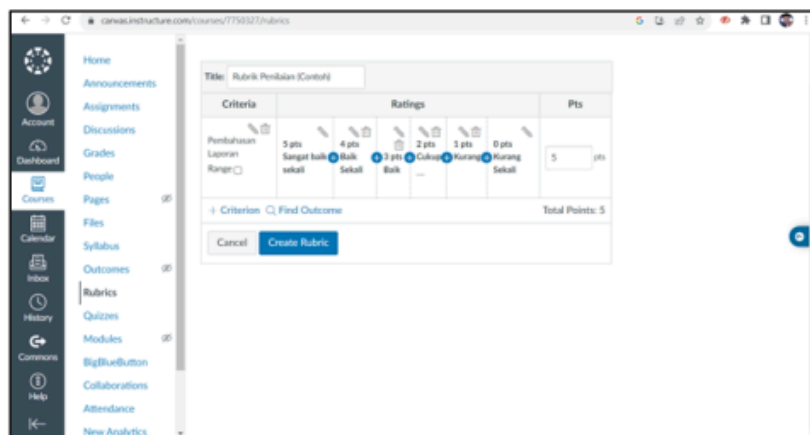 canvas.instructure.com/courses/7750327/rubrics
Account
Dashboard
Courses
Calendar
Inbox
History
Commons
Help
Home
Announcements
Assignments
Discussions
Grades
People
Pages
Files
Syllabus
Outcomes
Rubrics
Quizzes
Modules
BigBlueButton
Collaborations
Attendance
New Analytics
Title: Rubrik Penilaian (Contoh)
Criteria Ratings Pts
Pembahasan
Laporan
Range
5 pts
Sangat baik
sekali
4 pts
Baik
Sekali
3 pts
Baik
2 pts
Cukup
...
1 pts
Kurang
0 pts
Kurang
Sekali
5 pts
+ Criterion Find Outcome Total Points: 5
Cancel Create Rubric